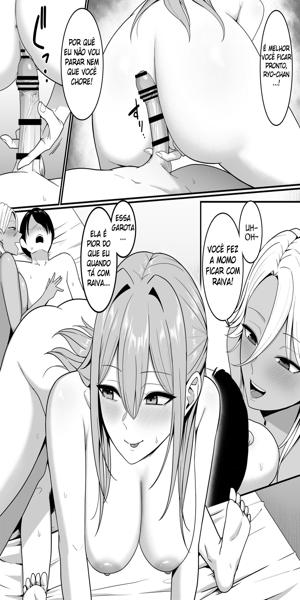 É MELHOR
VOCÊ FICAR
PRONTO,
RYO-CHAN
...!
POR QUÊ
EU NÃO VOU
PARAR NEM
QUE VOCÊ
CHORE!
UH-
OH~
VOCÊ FEZ
A MOMO
FICAR COM
RAIVA!
ESSA
GAROTA
...
ELA É
PIOR DO
QUE EU
QUANDO
TÁ COM
RAIVA...